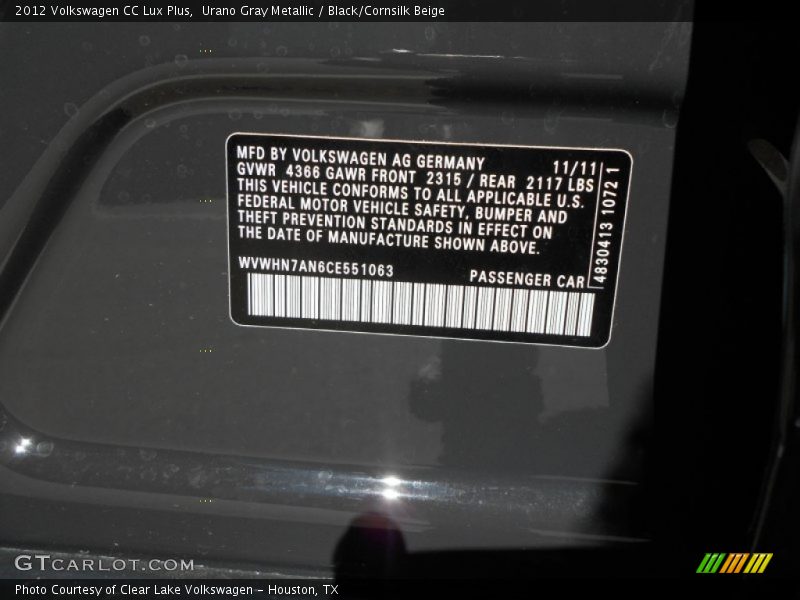 2012 Volkswagen CC Lux Plus,  Urano Gray Metallic / Black/Cornsilk Beige
MFD BY VOLKSWAGEN AG GERMANY 11/11
GVWR 4366 GAWR FRONT 2315 / REAR 2117 LBS
THIS VEHICLE CONFORMS TO ALL APPLICABLE U.S.
FEDERAL MOTOR VEHICLE SAFETY, BUMPER AND
THEFT PREVENTION STANDARDS IN EFFECT ON
THE DATE OF MANUFACTURE SHOWN ABOVE.
WVWHN7AN6CE551063 PASSENGER CAR
4830413 1072 1
GTCARLOT.COM
Photo Courtesy of Clear Lake Volkswagen - Houston, TX